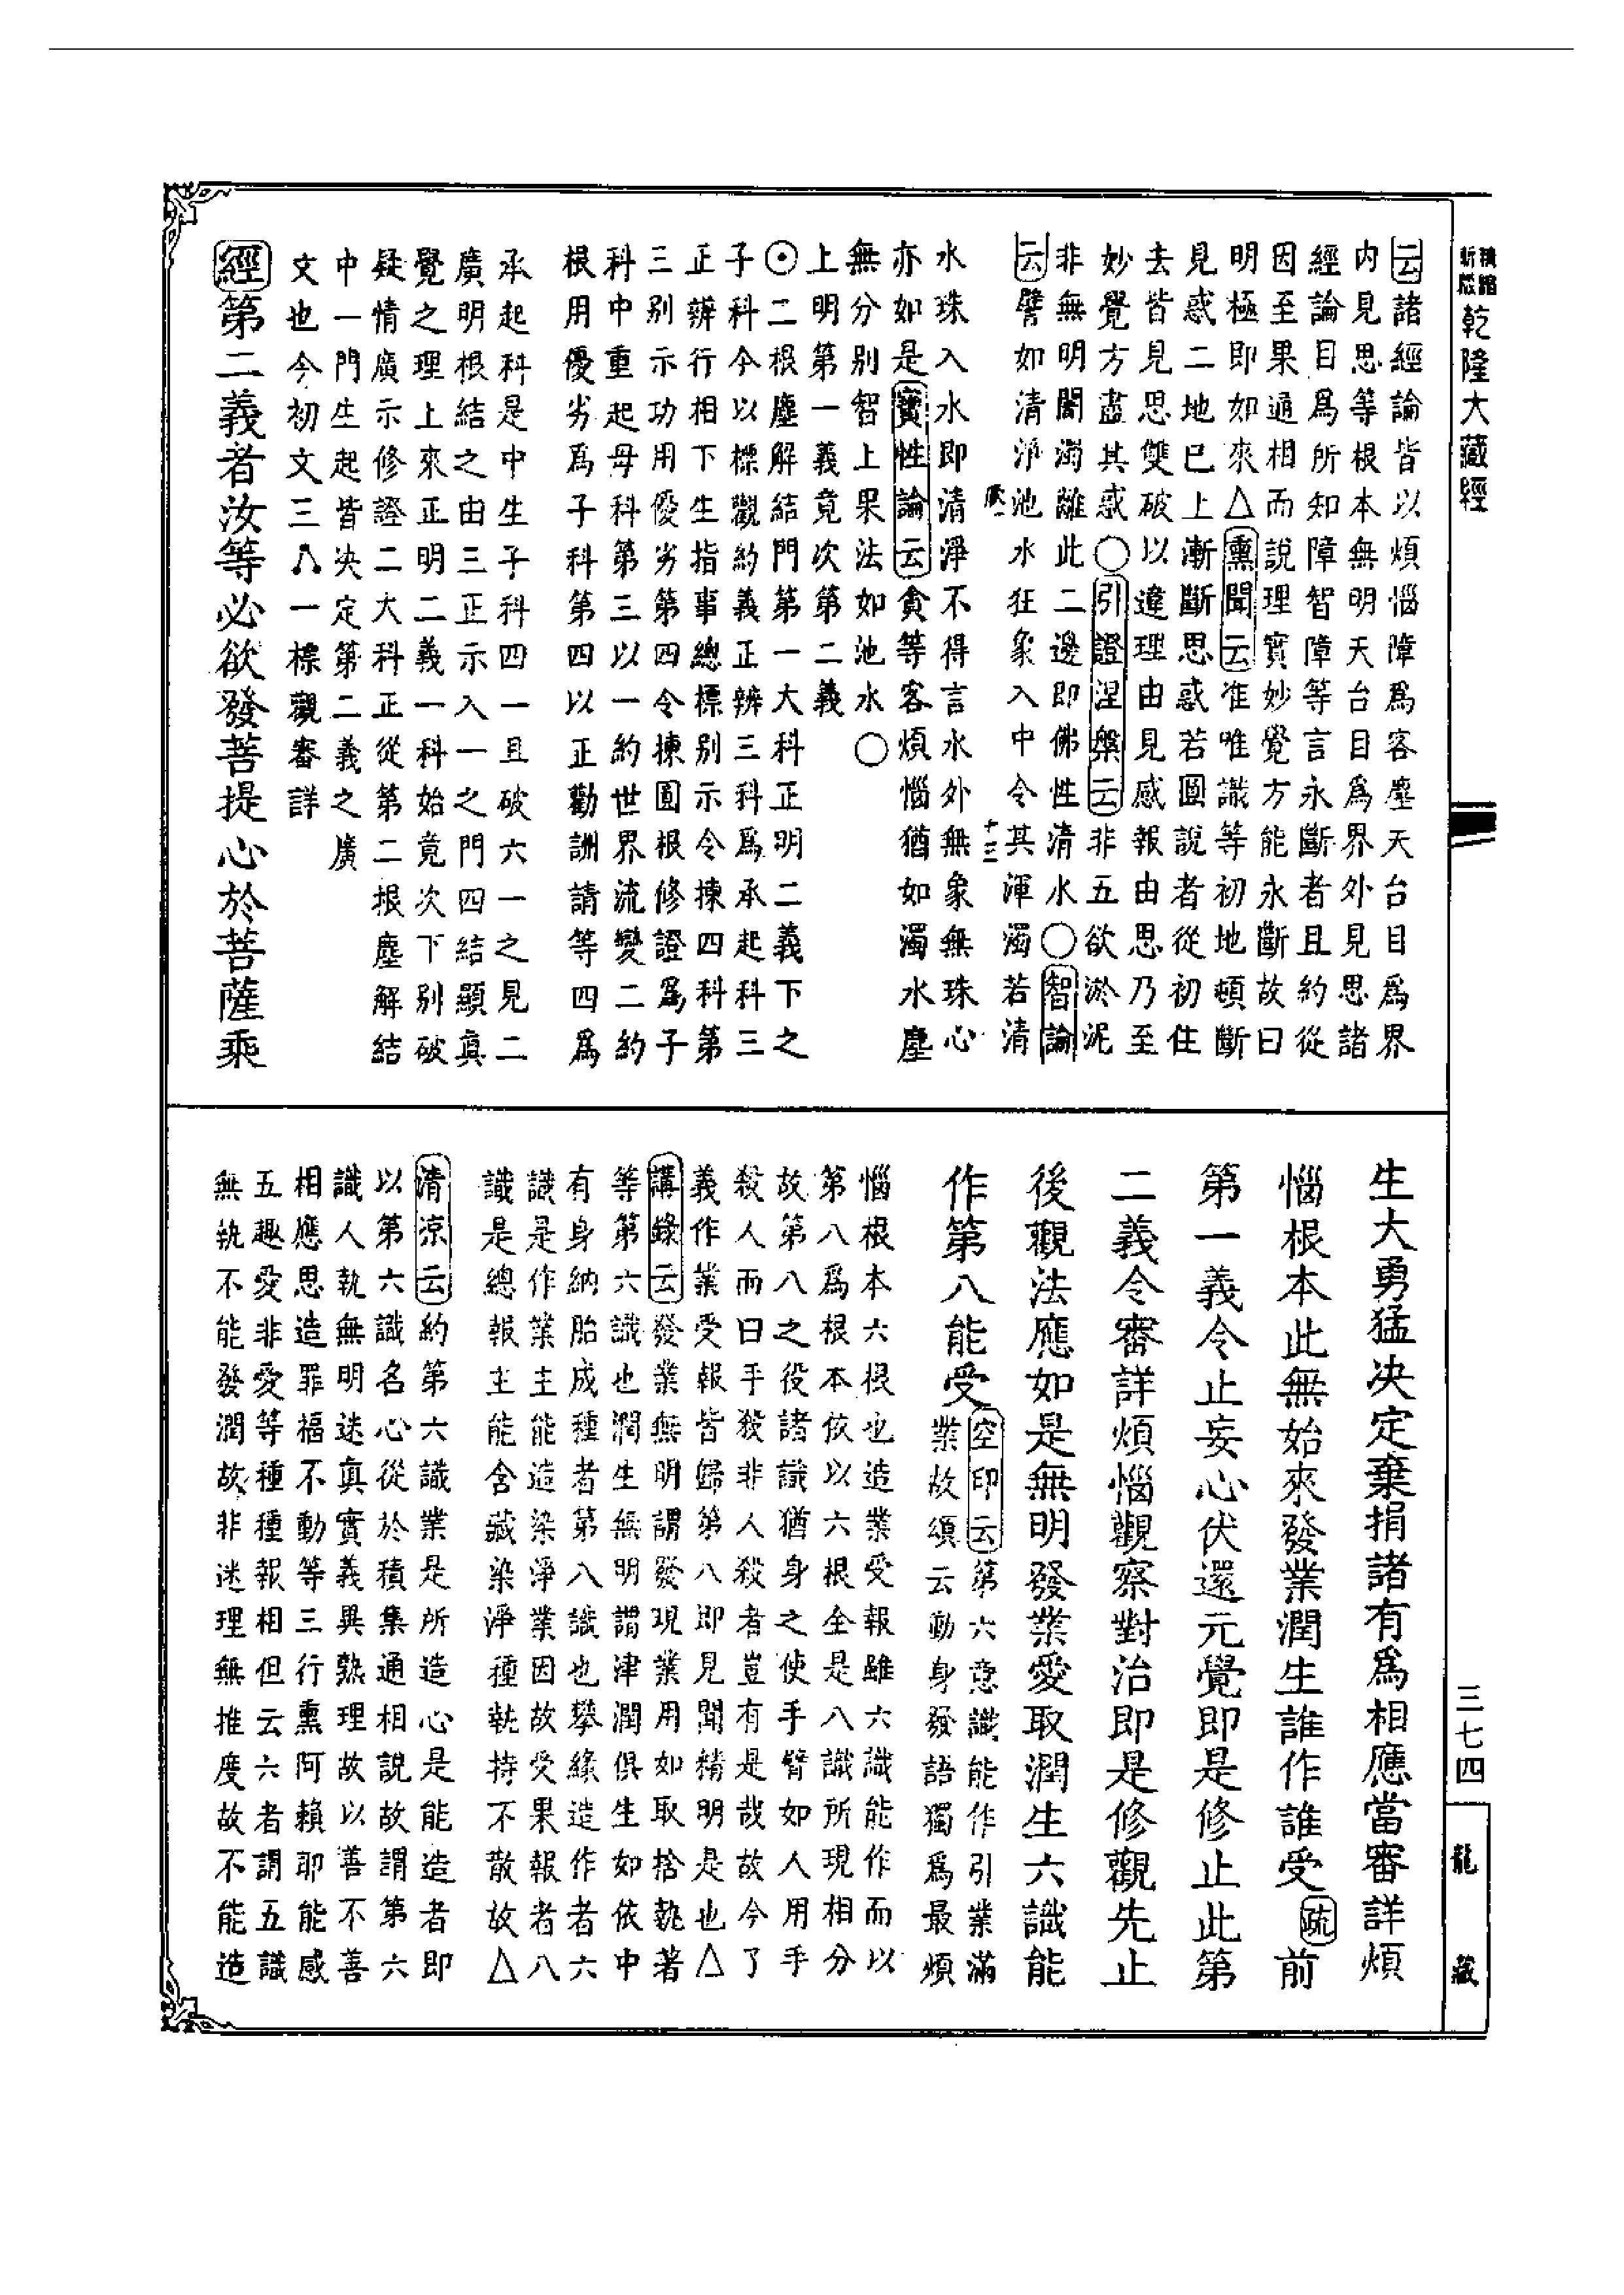 乾隆大藏經
云諸經論皆以煩惱障爲客塵天台目爲界
內見思等根本無明天台目爲界外見思諸
經論目爲所知障智障等言永斷者且約從
因至果通相而說理實妙覺方能永斷故曰
明極即如來△熏聞云准唯識等初地頓斷
見惑二地已上漸斷思惑若圓說者從初住
去皆見思雙破以違理由見感報由思乃至
妙覺方盡其惑○引證涅槃云非五欲淤泥
非無明闇濁離此二邊即佛性清水○智論
云譬如清淨池水狂象入中令其渾濁若清
水珠入水即清淨不得言水外無象無珠心
亦如是寶性論云貪等客煩惱猶如濁水塵
無分別智上果法如池水○
上明第一義竟次第二義
⊙二根塵解結門第一大科正明二義下之
子科今以標觀約義正辨三科爲承起科三
正辨行相下生指事總標別示令揀四科第
三別示功用優劣第四令揀圓根修證爲子
科中重起母科第三以一約世界流變二約
根用優劣爲子科第四以正勸詶請等四爲
承起科是中生子科四一且破六一之見二
廣明根結之由三正示入一之門四結顯真
覺之理上來正明二義一科始竟次下別破
疑情廣示修證二大科正從第二根塵解結
中一門生起皆決定第二義之廣
文也今初文三八一標觀審詳
經第二義者汝等必欲發菩提心於菩薩乘
生大勇猛決定棄捐諸有爲相應當審詳煩
惱根本此無始來發業潤生誰作誰受疏前
第一義令止妄心伏還元覺即是修止此第
二義令審詳煩惱觀察對治即是修觀先止
後觀法應如是無明發業愛取潤生六識能
作第八能受空印云第六意識能作引業滿
業故頌云動身發語獨爲最煩
惱根本六根也造業受報雖六識能作而以
第八爲根本依以六根全是八識所現相分
故第八之役諸識猶身之使手臂如人用手
殺人而曰手殺非人殺者豈有是哉故今了
義作業受報皆歸第八即見聞精明是也△
講錄云發業無明謂發現業用如取捨執著
等第六識也潤生無明謂津潤俱生如依中
有身納胎成種者第八識也攀緣造作者六
識是作業主能造染淨業因故受果報者八
識是總報主能含藏染淨種執持不散故△
清涼云約第六識業是所造心是能造者即
以第六識名心從於積集通相說故謂第六
識人執無明迷真實義異熟理故以善不善
相應思造罪福不動等三行熏阿賴耶能感
五趣愛非愛等種種報相但云六者謂五識
無執不能發潤故非迷理無推度故不能造
三七四
龍藏